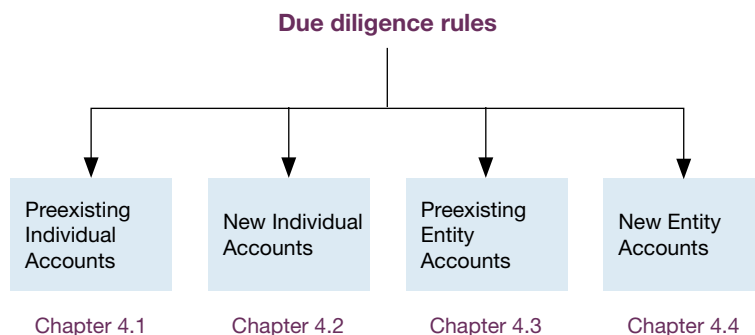 Due diligence rules
Preexisting
Individual
Accounts
New Individual
Accounts
Preexisting
Entity
Accounts
New Entity
Accounts
Chapter 4.1
Chapter 4.2
Chapter 4.3
Chapter 4.4